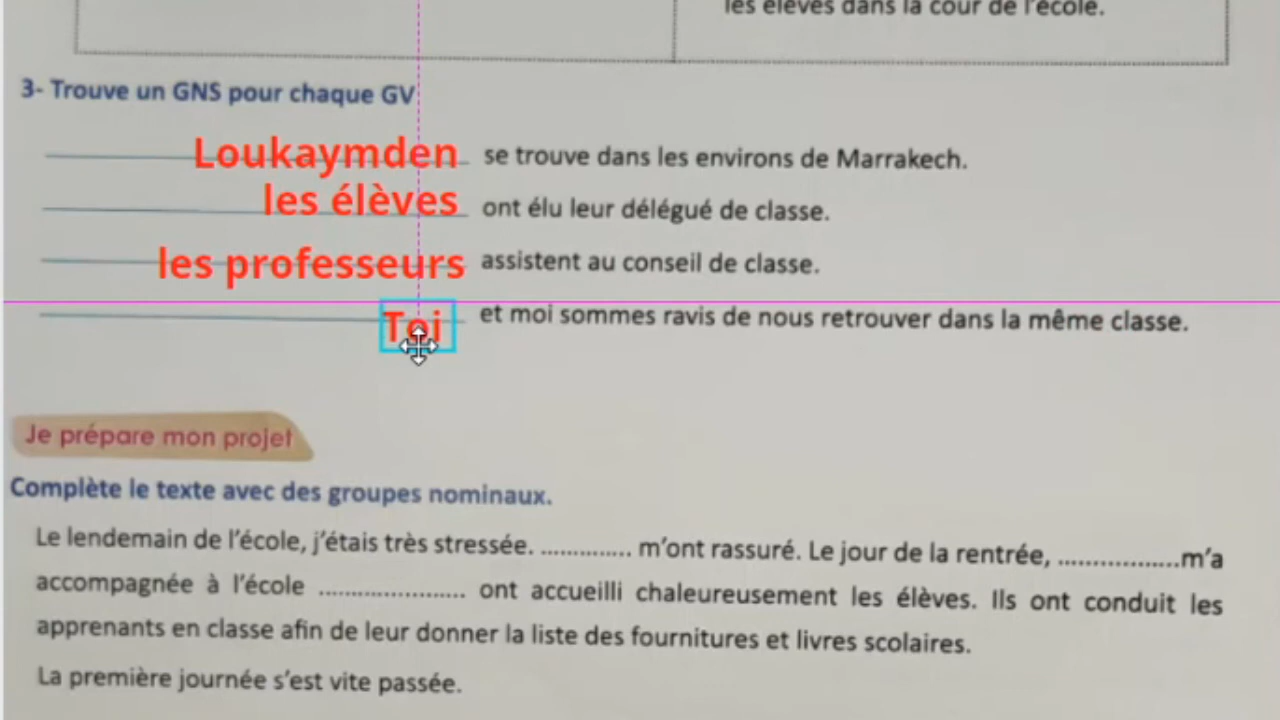 les élèves dans la cour de l'école.
3- Trouve un GNS pour chaque GV
Loukaymden se trouve dans les environs de Marrakech.
les élèves ont élu leur délégué de classe.
les professeurs assistent au conseil de classe.
Toi et moi sommes ravis de nous retrouver dans la même classe.
Je prépare mon projet
Complète le texte avec des groupes nominaux.
Le lendemain de l'école, j'étais très stressée. .............. m'ont rassuré. Le jour de la rentrée, ..................m'a
accompagnée à l'école ...................... ont accueilli chaleureusement les élèves. Ils ont conduit les
apprenants en classe afin de leur donner la liste des fournitures et livres scolaires.
La première journée s'est vite passée.